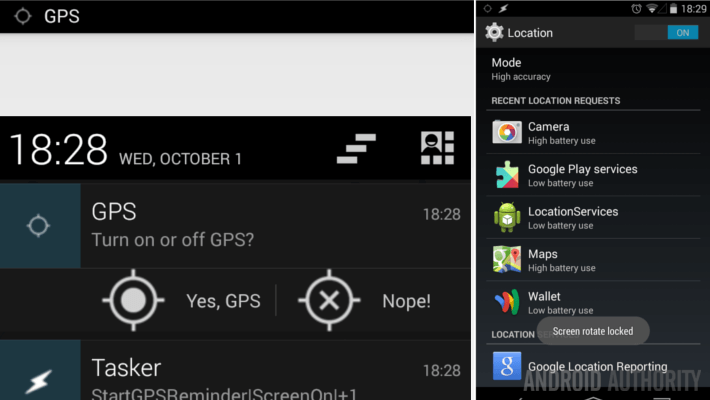 GPS
18:28 WED, OCTOBER 1
GPS 18:28
Turn on or off GPS?
Yes, GPS Nope!
Tasker 18:28
StartGPSReminder|ScreenOn|+1
18:29
Location ON
Mode
High accuracy
RECENT LOCATION REQUESTS
Camera
High battery use
Google Play services
Low battery use
LocationServices
Low battery use
Maps
High battery use
Wallet
Low battery use
Screen rotate locked
LOCATION
g Google Location Reporting
ANDROID AUTHORITY